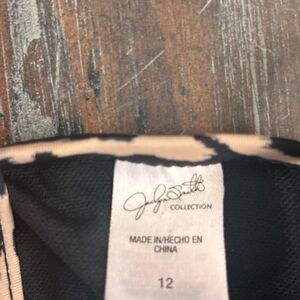 Jaclyn Smith
COLLECTION
MADE IN/HECHO EN
CHINA
12